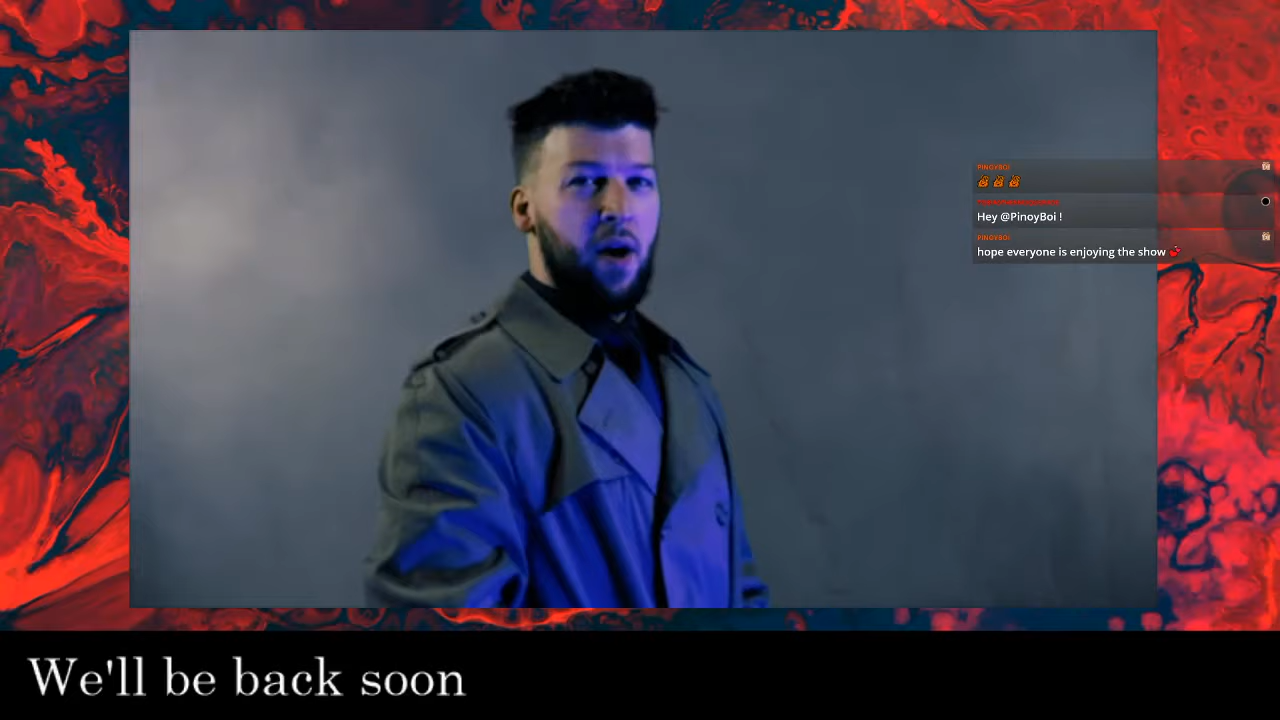 PINOYBOI
Hey @PinoyBoi !
PINOYBOI
hope everyone is enjoying the show
We'll be back soon